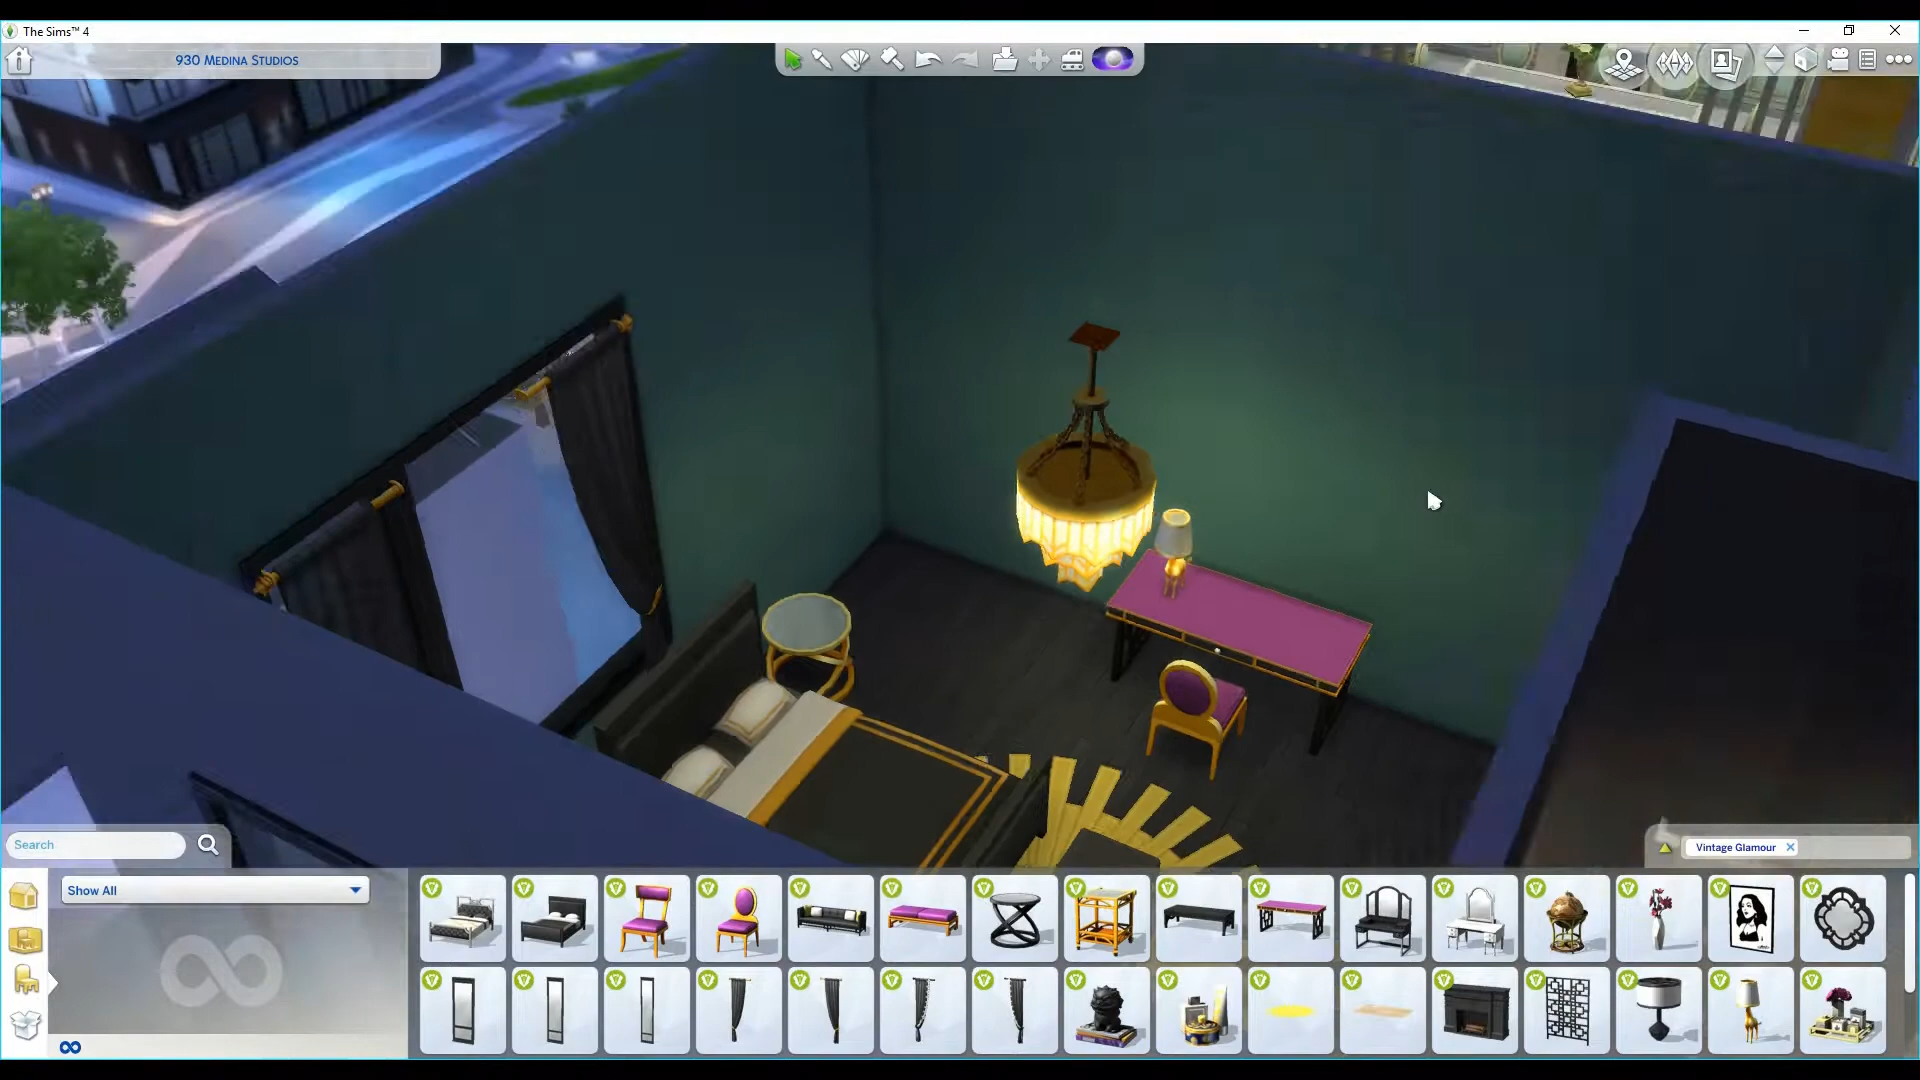 The Sims™ 4
930 Medina Studios
Search
Vintage Glamour
Show All